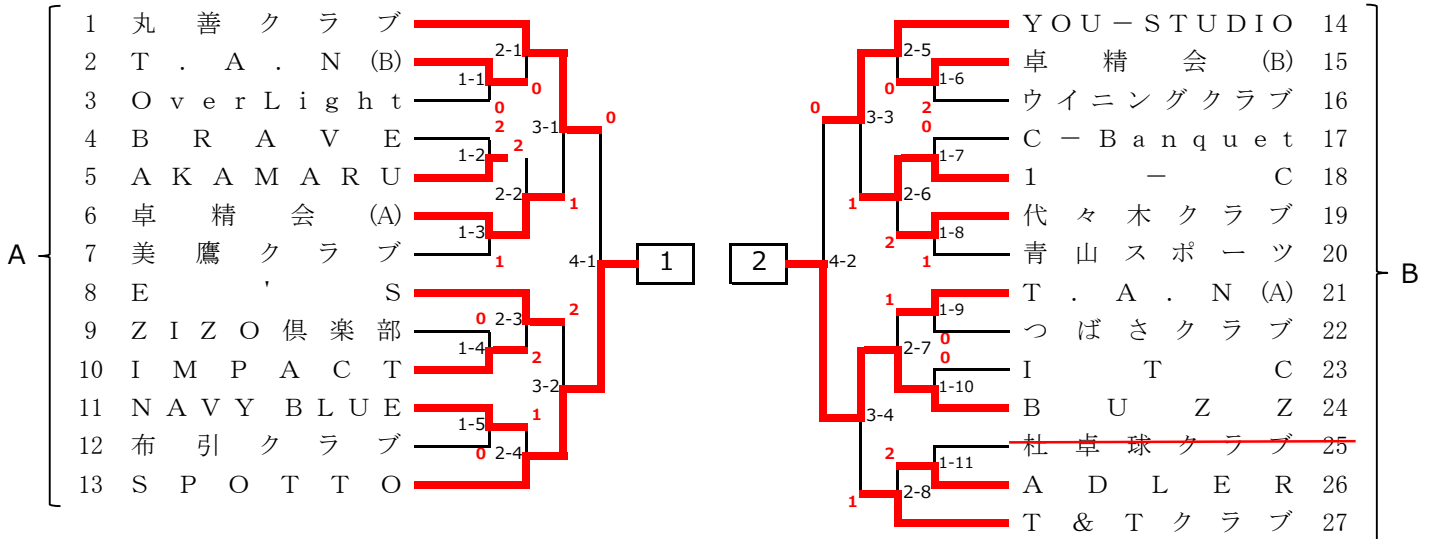 1 丸善クラブ
2 T.A.N (B)
3 OverLight
4 BRAVE
5 AKAMARU
6 卓精会 (A)
7 美鷹クラブ
8 E'S
9 ZIZO倶楽部
10 IMPACT
11 NAVY BLUE
12 布引クラブ
13 SPOTTO
A
2-1
1-1
0
0
2
3-1
0
1-2
2
2-2
1
1-3
1
4-1
1
2
0
2-3
1-4
2
3-2
1
1-5
0
2-4
YOU-STUDIO 14
卓精会 (B) 15
ウイニングクラブ 16
C-Banquet 17
1-C 18
代々木クラブ 19
青山スポーツ 20
T.A.N (A) 21
つばさクラブ 22
ITC 23
BUZZ 24
杜卓球クラブ 25
ADLER 26
T&Tクラブ 27
B
2-5
1-6
0
2
0
0
3-3
1-7
2-6
1
1-8
2
1
2
4-2
1
1-9
0
2-7
0
1-10
3-4
2
1-11
2-8
1